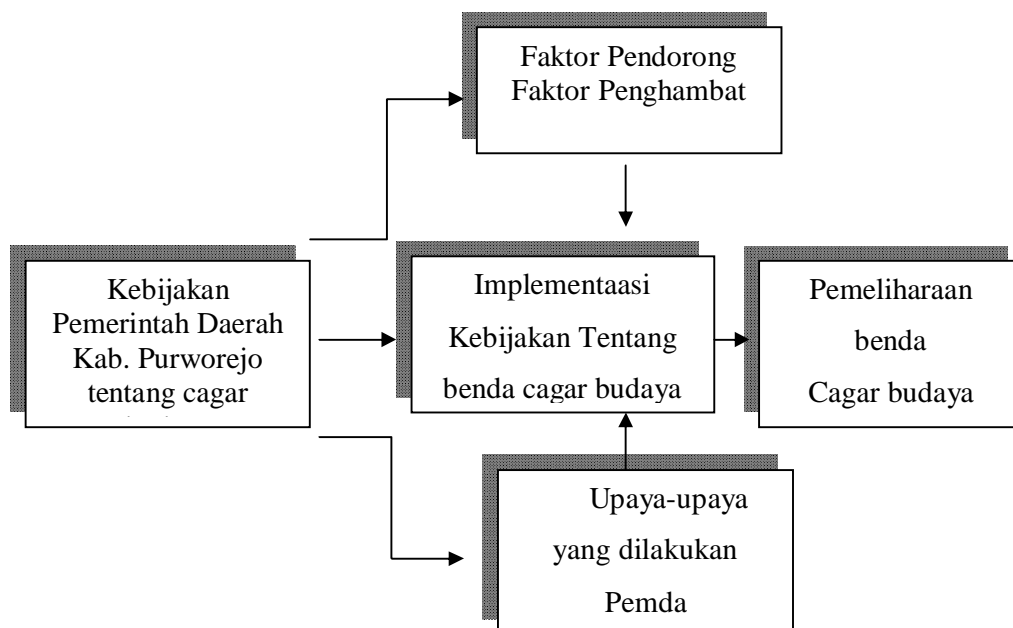 Faktor Pendorong
Faktor Penghambat
Kebijakan
Pemerintah Daerah
Kab. Purworejo
tentang cagar
Implementaasi
Kebijakan Tentang
benda cagar budaya
Pemeliharaan
benda
Cagar budaya
Upaya-upaya
yang dilakukan
Pemda